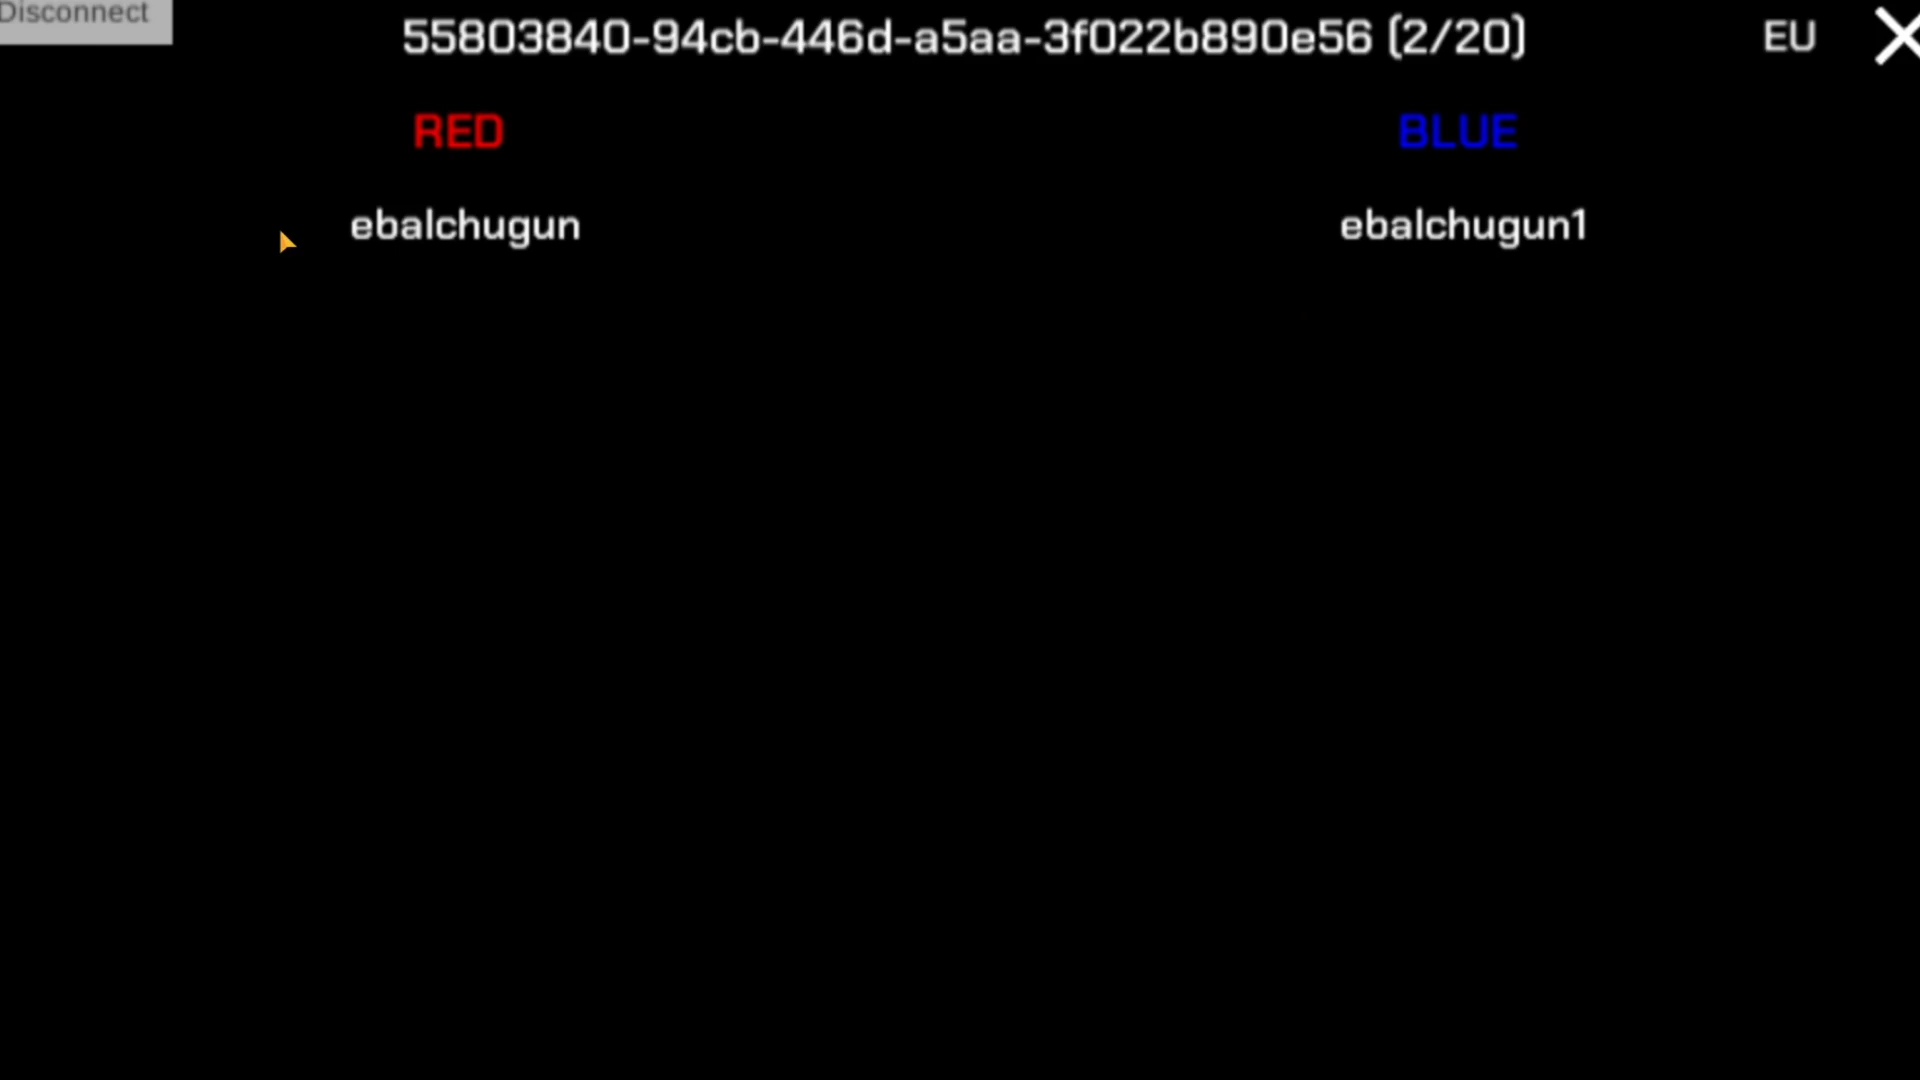 Disconnect
55803840-94cb-446d-a5aa-3f022b890e56 (2/20)
EU
RED
BLUE
ebalchugun
ebalchugun1